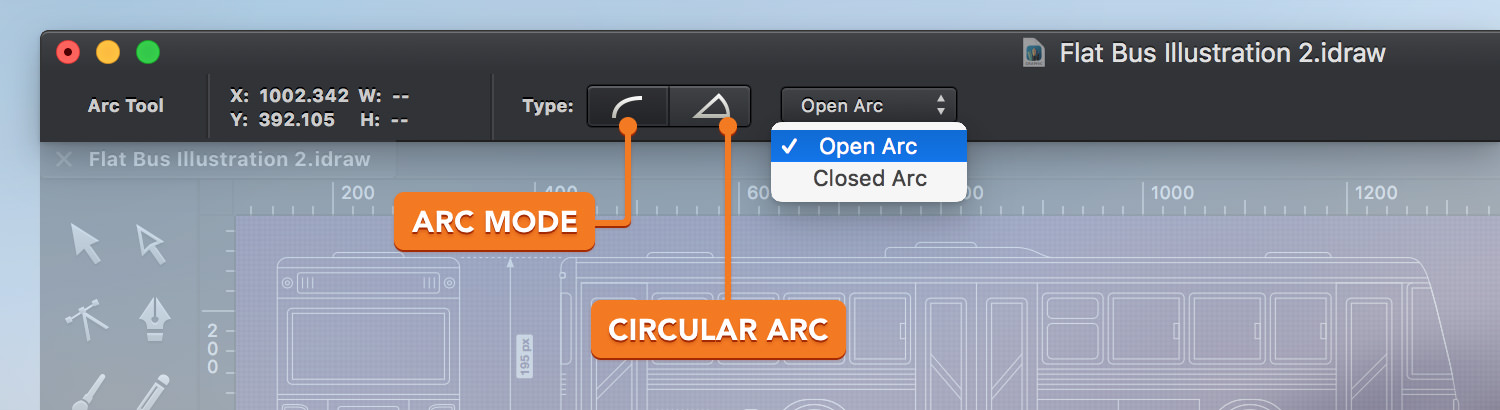 Flat Bus Illustration 2.idraw
Arc Tool
X: 1002.342 W: --
Y: 392.105 H: --
Type:
Open Arc
✓ Open Arc
Closed Arc
× Flat Bus Illustration 2.idraw
200
400
1000
1200
ARC MODE
CIRCULAR ARC
200
195 px